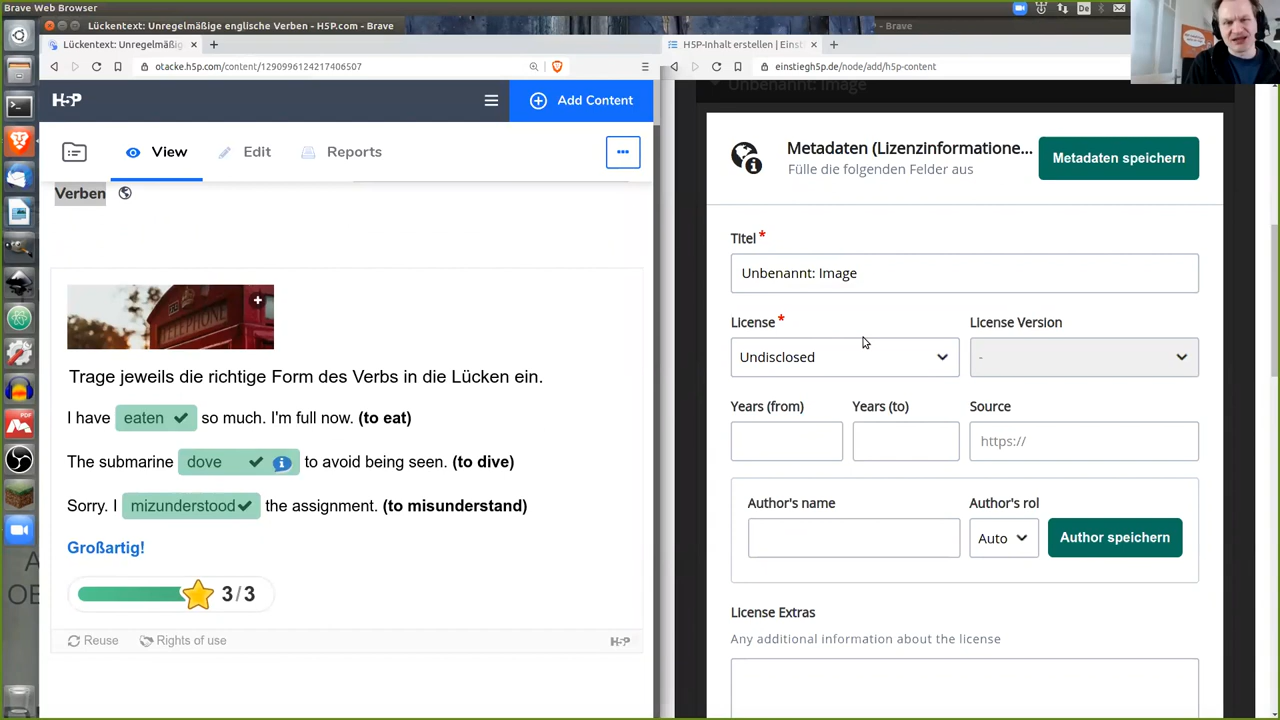 Brave Web Browser
De
Lückentext: Unregelmäßige englische Verben - H5P.com - Brave
- Brave
Lückentext: Unregelmäßig
H5P-Inhalt erstellen | Einst
otacke.h5p.com/content/1290996124217406507
einstiegh5p.de/node/add/h5p-content
H5P
Add Content
View
Edit
Reports
Verben
Trage jeweils die richtige Form des Verbs in die Lücken ein.
I have eaten so much. I'm full now. (to eat)
The submarine dove to avoid being seen. (to dive)
Sorry. I mizunderstood the assignment. (to misunderstand)
Großartig!
3/3
Reuse
Rights of use
H5P
Unbenannt: Image
Metadaten (Lizenzinformatione...
Fülle die folgenden Felder aus
Metadaten speichern
Titel *
Unbenannt: Image
License *
License Version
Undisclosed
-
Years (from)
Years (to)
Source
https://
Author's name
Author's rol
Auto
Author speichern
License Extras
Any additional information about the license